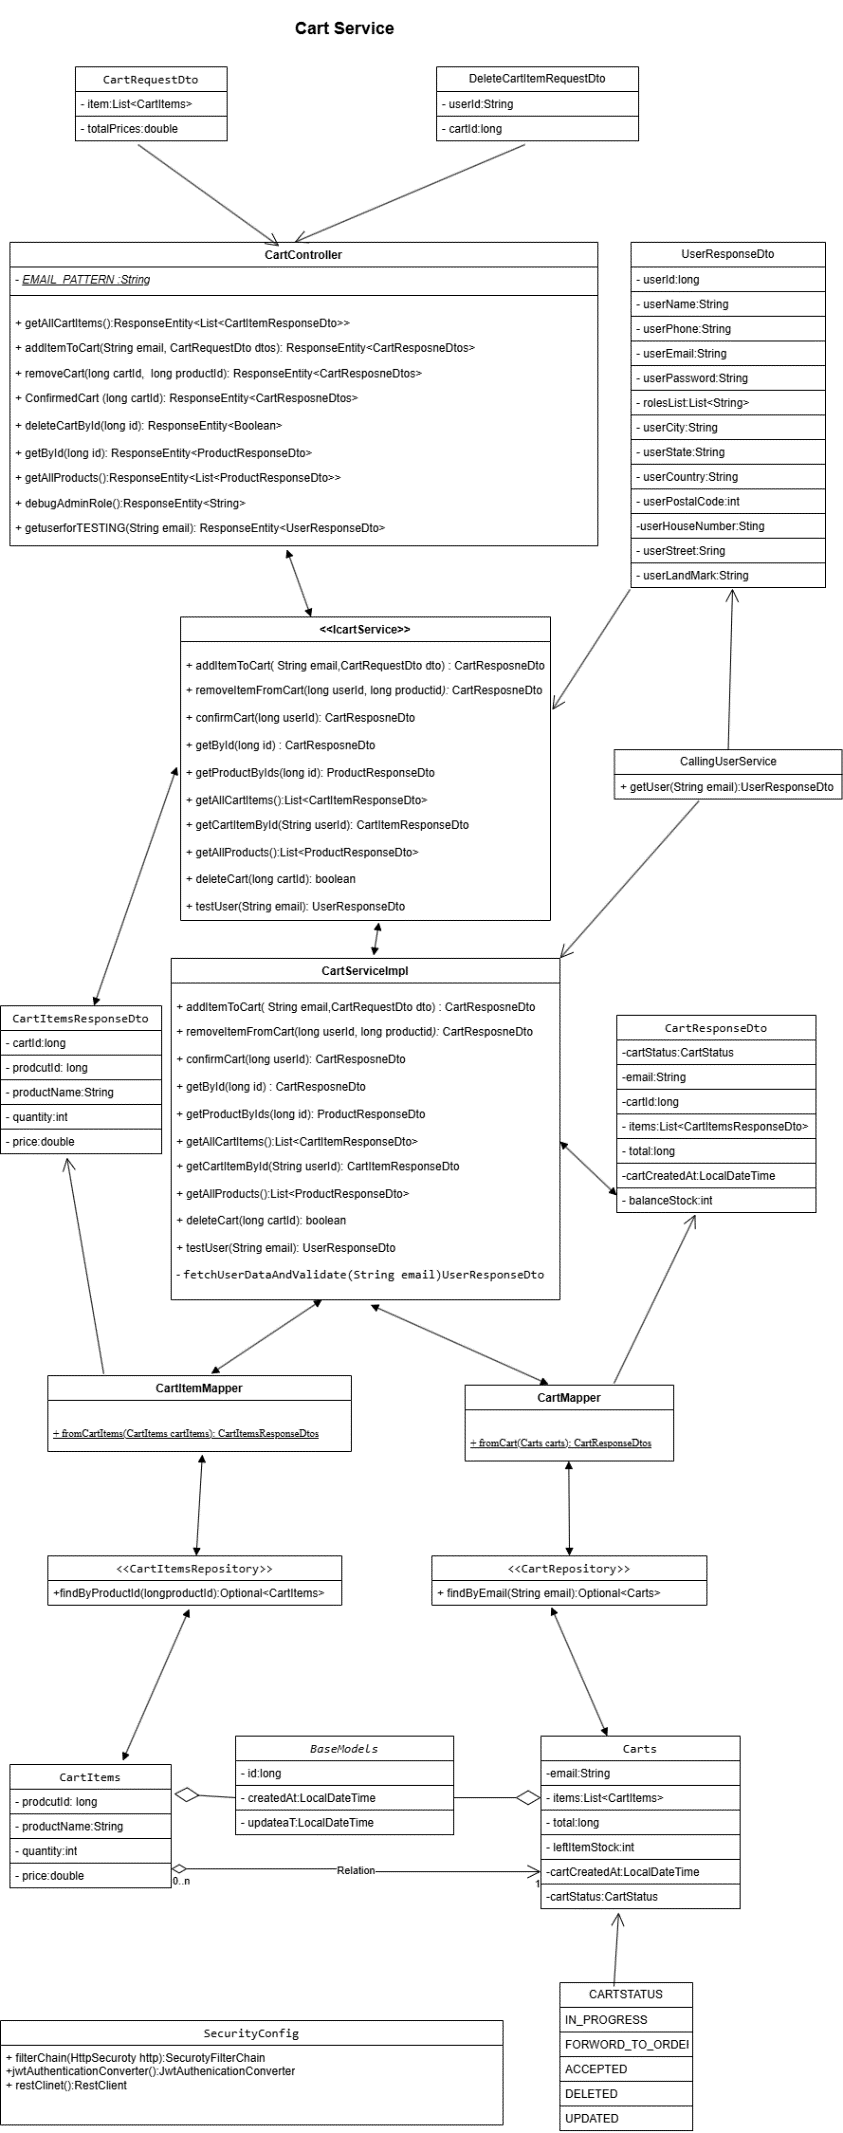 Cart Service
CartRequestDto
- item:List<CartItems>
- totalPrices:double
DeleteCartItemRequestDto
- userId:String
- cartId:long
CartController
- EMAIL_PATTERN :String
+ getAllCartItems():ResponseEntity<List<CartItemResponseDto>>
+ addItemToCart(String email, CartRequestDto dtos): ResponseEntity<CartResposneDtos>
+ removeCart(long cartId, long productId): ResponseEntity<CartResposneDtos>
+ ConfirmedCart (long cartId): ResponseEntity<CartResposneDtos>
+ deleteCartById(long id): ResponseEntity<Boolean>
+ getById(long id): ResponseEntity<ProductResponseDto>
+ getAllProducts():ResponseEntity<List<ProductResponseDto>>
+ debugAdminRole():ResponseEntity<String>
+ getuserforTESTING(String email): ResponseEntity<UserResponseDto>
UserResponseDto
- userId:long
- userName:String
- userPhone:String
- userEmail:String
- userPassword:String
- rolesList:List<String>
- userCity:String
- userState:String
- userCountry:String
- userPostalCode:int
-userHouseNumber:Sting
- userStreet:Sring
- userLandMark:String
<<IcartService>>
+ addItemToCart( String email,CartRequestDto dto) : CartResposneDto
+ removeItemFromCart(long userId, long productid): CartResposneDto
+ confirmCart(long userId): CartResposneDto
+ getById(long id) : CartResposneDto
+ getProductByIds(long id): ProductResponseDto
+ getAllCartItems():List<CartItemResponseDto>
+ getCartItemById(String userId): CartItemResponseDto
+ getAllProducts():List<ProductResponseDto>
+ deleteCart(long cartId): boolean
+ testUser(String email): UserResponseDto
CallingUserService
+ getUser(String email):UserResponseDto
CartServiceImpl
+ addItemToCart( String email,CartRequestDto dto) : CartResposneDto
+ removeItemFromCart(long userId, long productid): CartResposneDto
+ confirmCart(long userId): CartResposneDto
+ getById(long id) : CartResposneDto
+ getProductByIds(long id): ProductResponseDto
+ getAllCartItems():List<CartItemResponseDto>
+ getCartItemById(String userId): CartItemResponseDto
+ getAllProducts():List<ProductResponseDto>
+ deleteCart(long cartId): boolean
+ testUser(String email): UserResponseDto
- fetchUserDataAndValidate(String email)UserResponseDto
CartItemsResponseDto
- cartId:long
- prodcutId: long
- productName:String
- quantity:int
- price:double
CartResponseDto
-cartStatus:CartStatus
-email:String
-cartId:long
- items:List<CartItemsResponseDto>
- total:long
-cartCreatedAt:LocalDateTime
- balanceStock:int
CartItemMapper
+ fromCartItems(CartItems cartItems): CartItemsResponseDtos
CartMapper
+ fromCart(Carts carts): CartResponseDtos
<<CartItemsRepository>>
+findByProductId(longproductId):Optional<CartItems>
<<CartRepository>>
+ findByEmail(String email):Optional<Carts>
CartItems
- prodcutId: long
- productName:String
- quantity:int
- price:double
BaseModels
- id:long
- createdAt:LocalDateTime
- updateaT:LocalDateTime
Carts
-email:String
- items:List<CartItems>
- total:long
- leftItemStock:int
-cartCreatedAt:LocalDateTime
-cartStatus:CartStatus
Relation
0..n
1
CARTSTATUS
IN_PROGRESS
FORWORD_TO_ORDEI
ACCEPTED
DELETED
UPDATED
SecurityConfig
+ filterChain(HttpSecuroty http):SecurotyFilterChain
+jwtAuthenticationConverter():JwtAuthenicationConverter
+ restClinet():RestClient